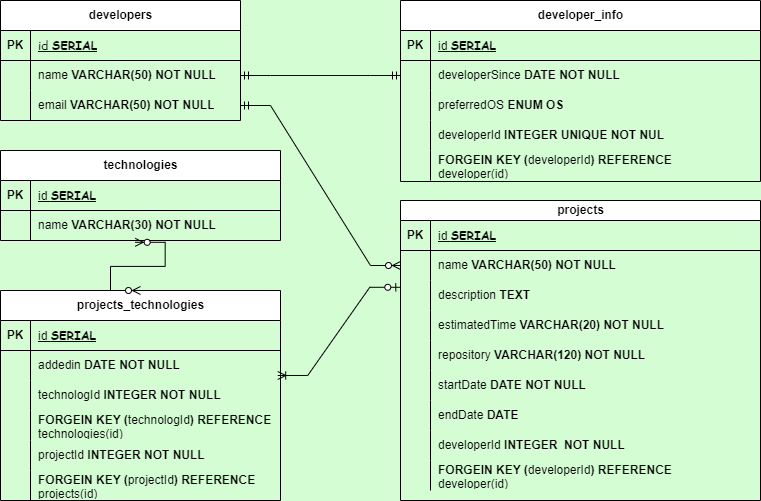 developers
PK id SERIAL
name VARCHAR(50) NOT NULL
email VARCHAR(50) NOT NULL
developer_info
PK id SERIAL
developerSince DATE NOT NULL
preferredOS ENUM OS
developerId INTEGER UNIQUE NOT NUL
FORGEIN KEY (developerId) REFERENCE
developer(id)
technologies
PK id SERIAL
name VARCHAR(30) NOT NULL
projects
PK id SERIAL
name VARCHAR(50) NOT NULL
description TEXT
estimatedTime VARCHAR(20) NOT NULL
repository VARCHAR(120) NOT NULL
startDate DATE NOT NULL
endDate DATE
developerId INTEGER NOT NULL
FORGEIN KEY (developerId) REFERENCE
developer(id)
projects_technologies
PK id SERIAL
addedin DATE NOT NULL
technologId INTEGER NOT NULL
FORGEIN KEY (technologId) REFERENCE
technologies(id)
projectId INTEGER NOT NULL
FORGEIN KEY (projectId) REFERENCE
projects(id)